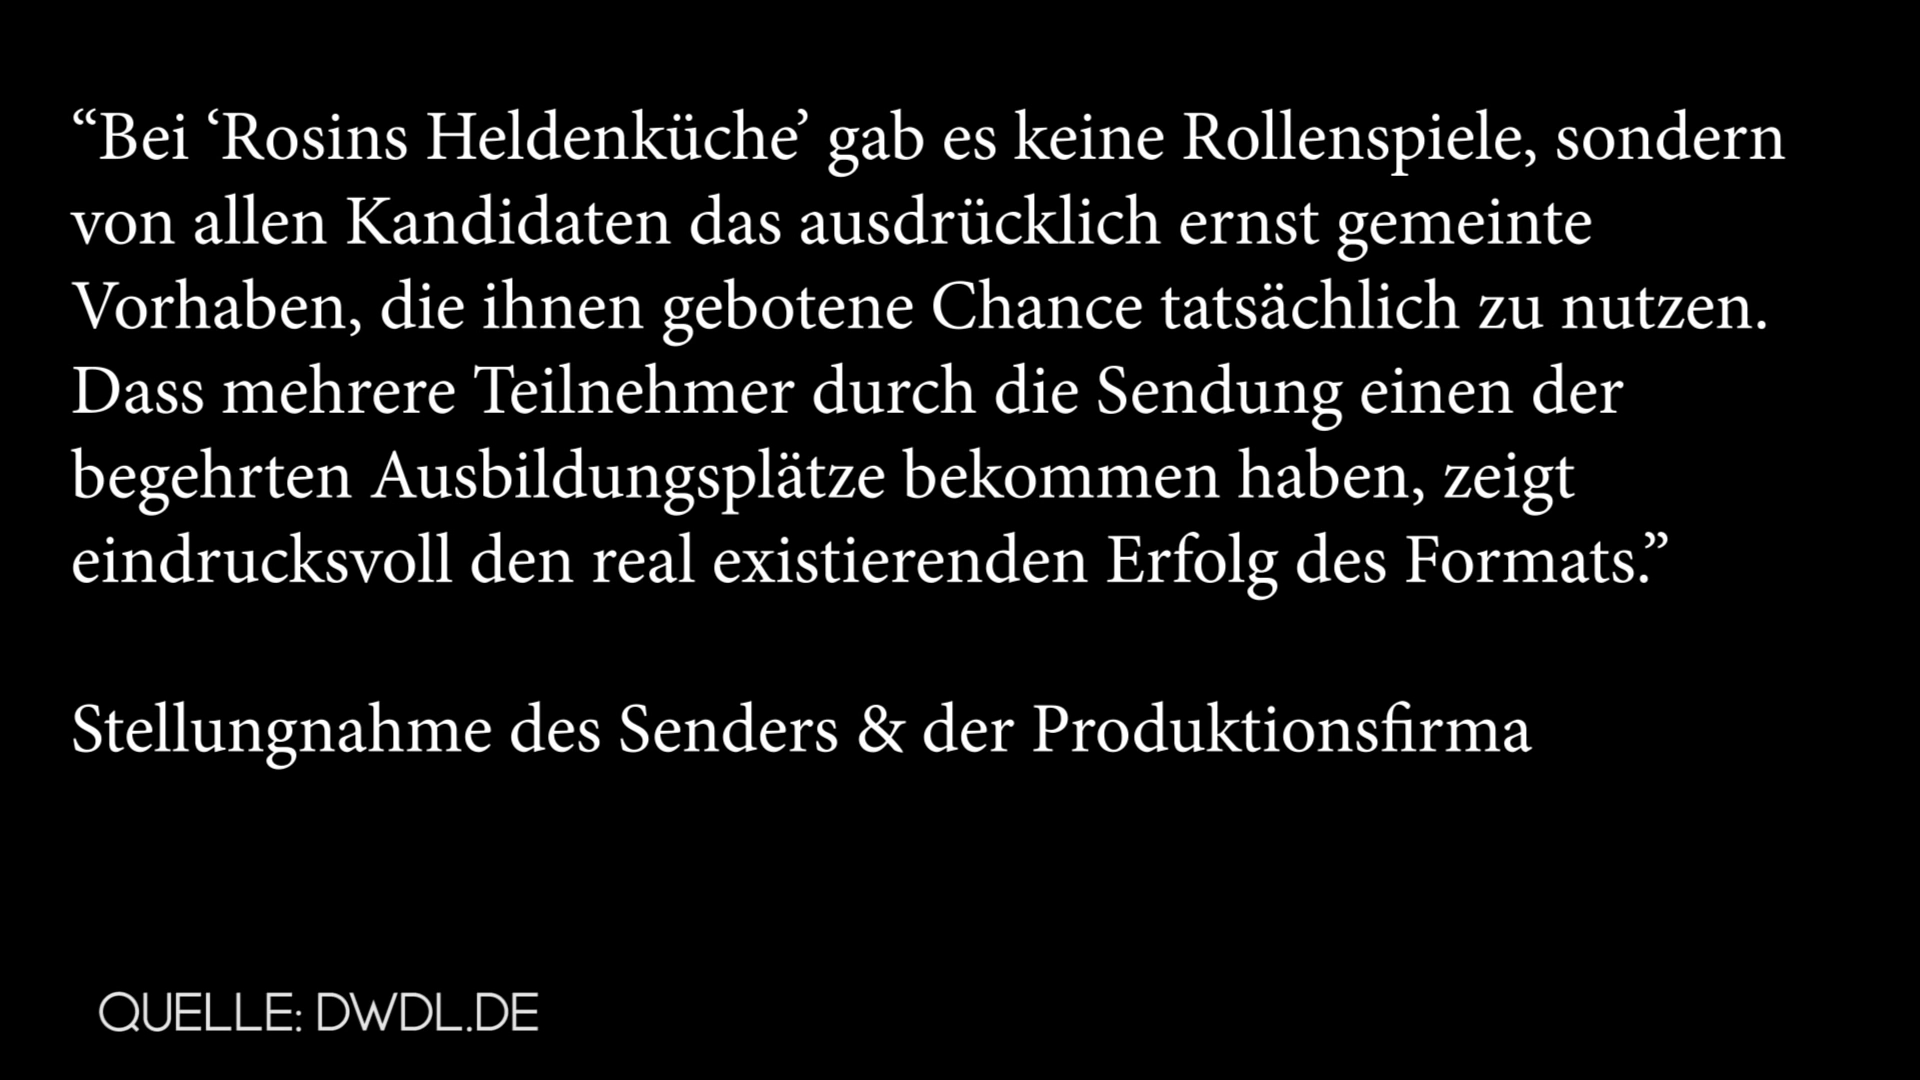 “Bei ‘Rosins Heldenküche’ gab es keine Rollenspiele, sondern
von allen Kandidaten das ausdrücklich ernst gemeinte
Vorhaben, die ihnen gebotene Chance tatsächlich zu nutzen.
Dass mehrere Teilnehmer durch die Sendung einen der
begehrten Ausbildungsplätze bekommen haben, zeigt
eindrucksvoll den real existierenden Erfolg des Formats.”
Stellungnahme des Senders & der Produktionsfirma
QUELLE: DWDL.DE